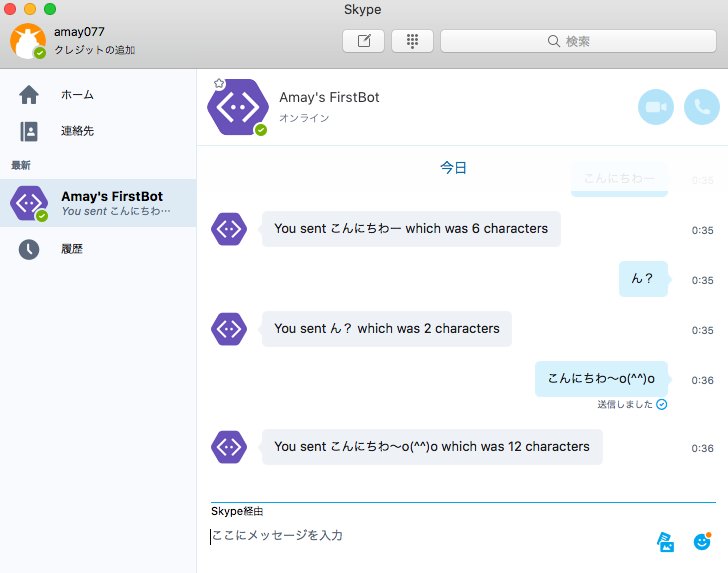 Skype
amay077
クレジットの追加
検索
ホーム
連絡先
最新
Amay's FirstBot
You sent こんにちわ…
履歴
Amay's FirstBot
オンライン
今日
こんにちわー
0:35
You sent こんにちわー which was 6 characters
0:35
ん？
0:35
You sent ん？ which was 2 characters
0:35
こんにちわ〜o(^^)o
0:36
送信しました
You sent こんにちわ〜o(^^)o which was 12 characters
0:36
Skype経由
ここにメッセージを入力